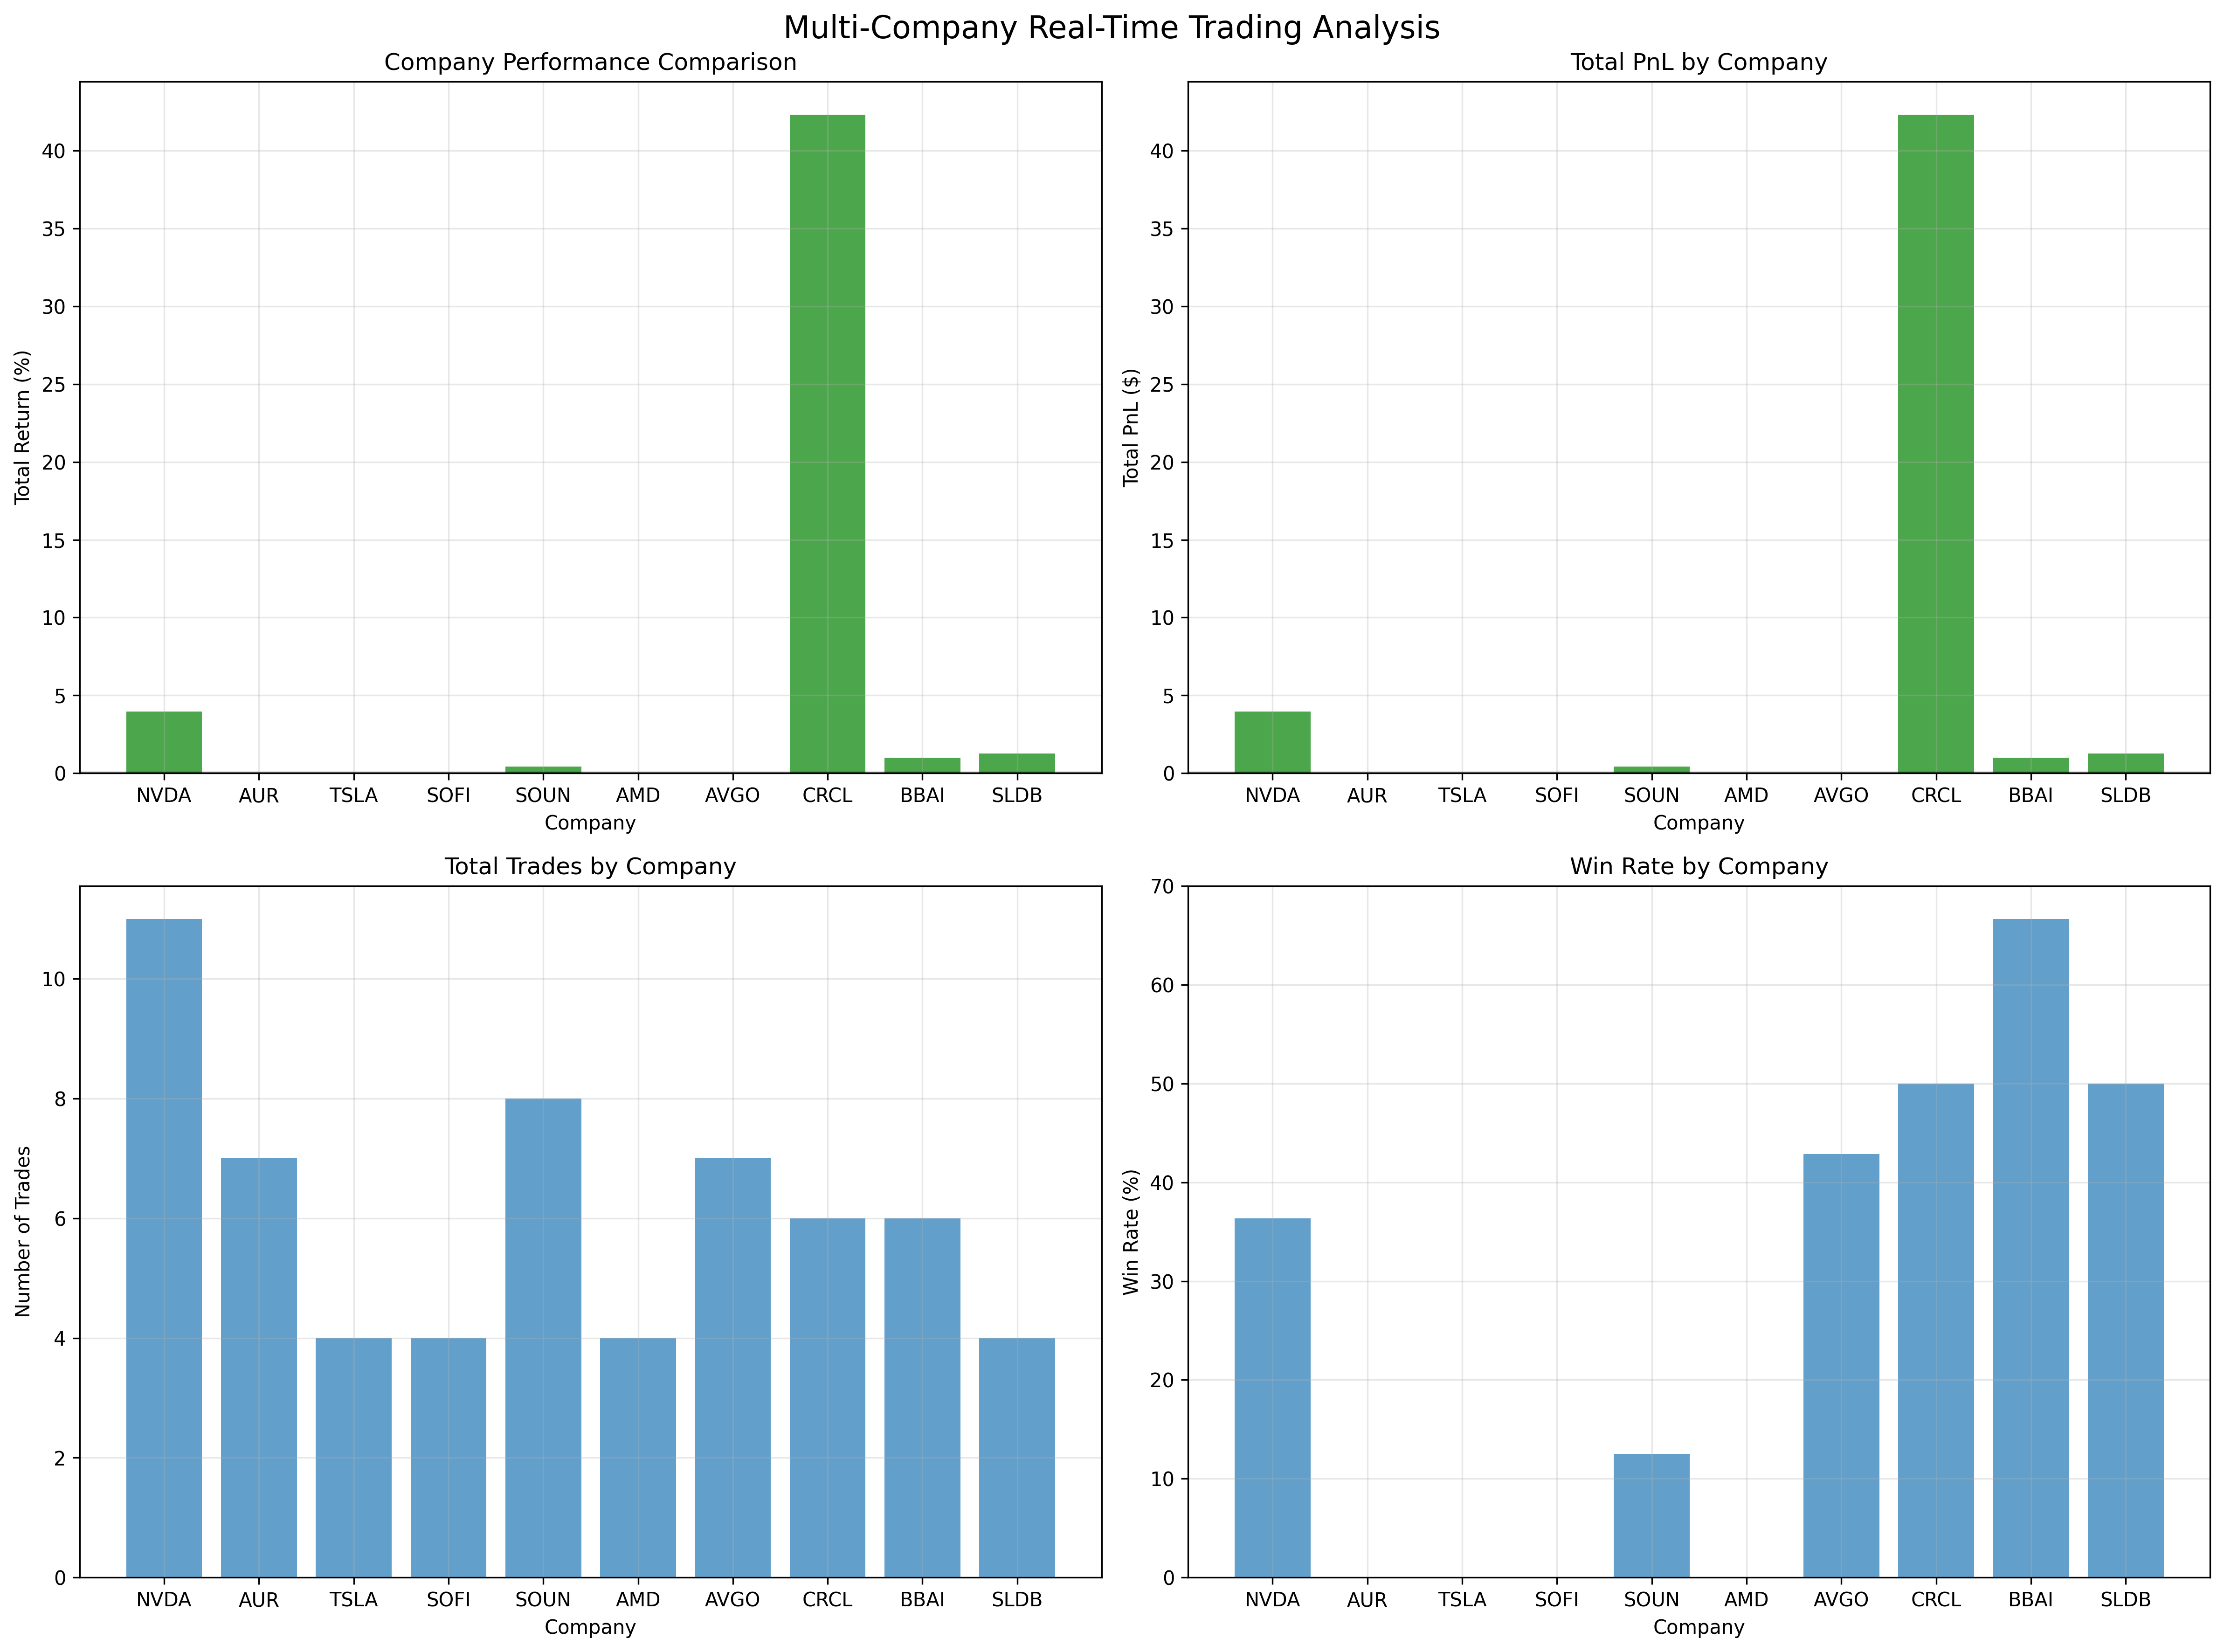 Multi-Company Real-Time Trading Analysis
Company Performance Comparison
Total Return (%)
40
35
30
25
20
15
10
5
0
NVDA AUR TSLA SOFI SOUN AMD AVGO CRCL BBAI SLDB
Company
Total PnL by Company
Total PnL ($)
40
35
30
25
20
15
10
5
0
NVDA AUR TSLA SOFI SOUN AMD AVGO CRCL BBAI SLDB
Company
Total Trades by Company
Number of Trades
10
8
6
4
2
0
NVDA AUR TSLA SOFI SOUN AMD AVGO CRCL BBAI SLDB
Company
Win Rate by Company
Win Rate (%)
70
60
50
40
30
20
10
0
NVDA AUR TSLA SOFI SOUN AMD AVGO CRCL BBAI SLDB
Company